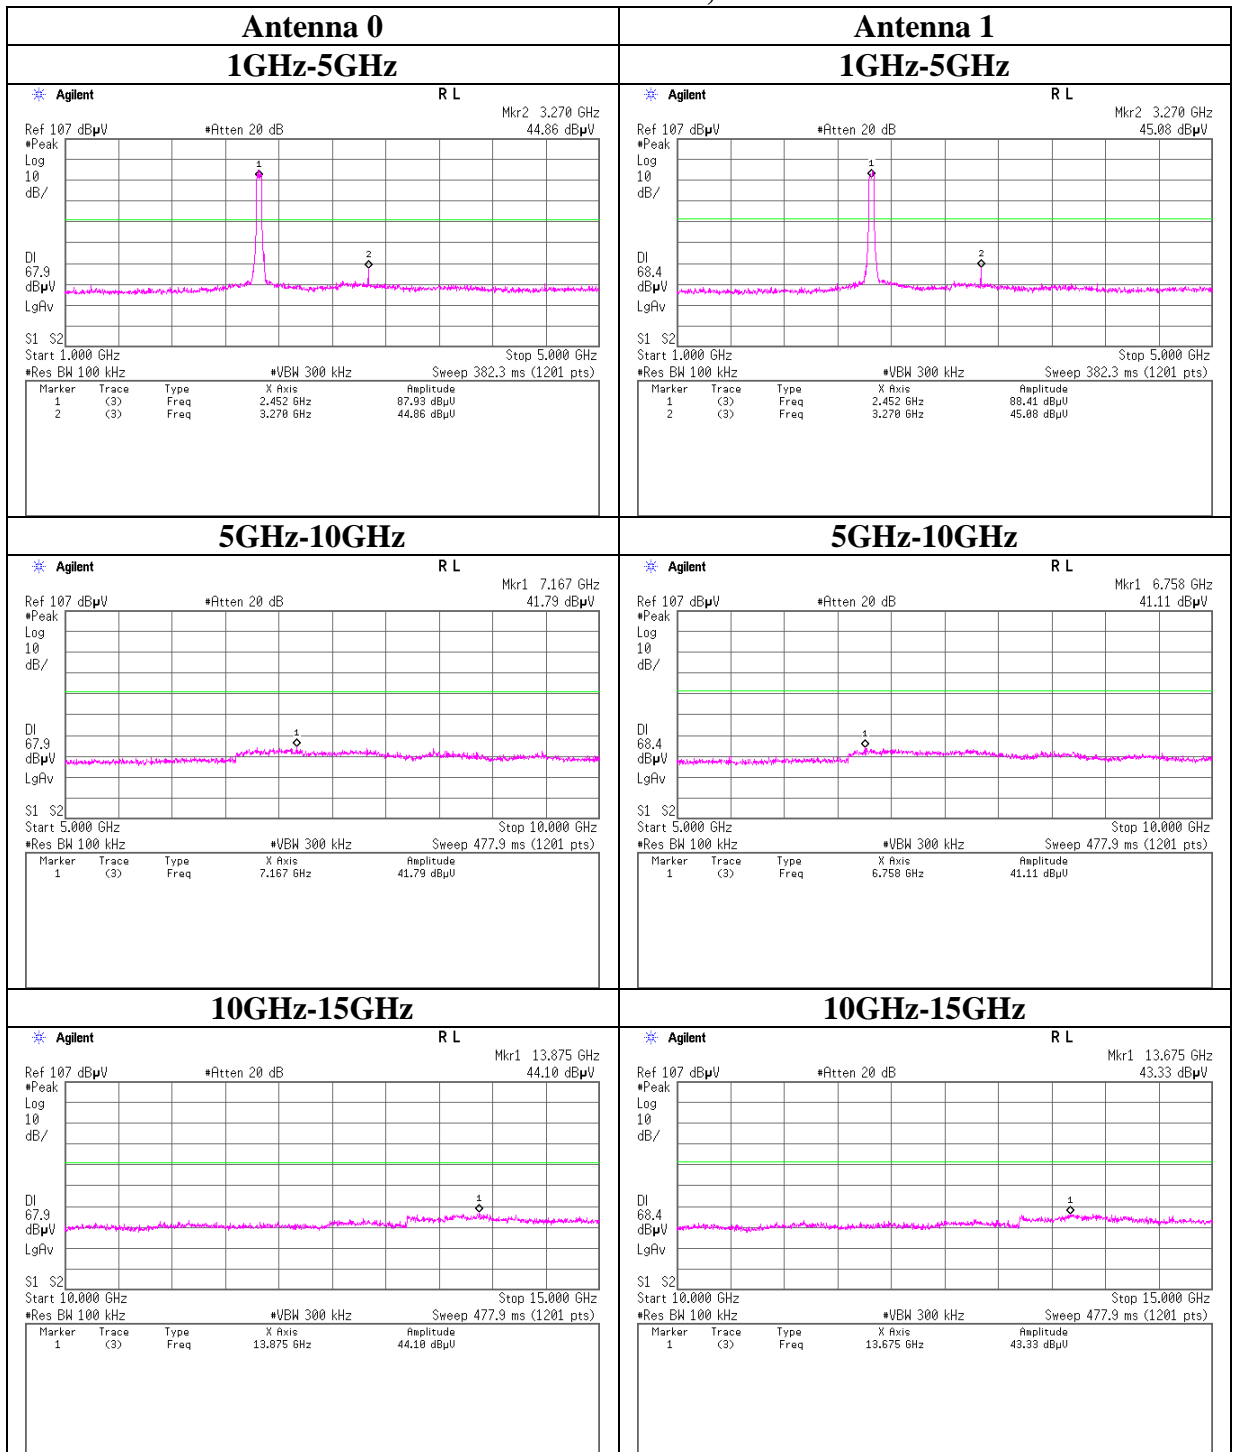 Antenna 0
Antenna 1
1GHz-5GHz
1GHz-5GHz
Agilent R L
Mkr2 3.270 GHz
Ref 107 dBµV #Atten 20 dB 44.86 dBµV
#Peak
Log
10
dB/
1
2
DI
67.9
dBµV
LgAv
S1 S2
Start 1.000 GHz Stop 5.000 GHz
#Res BW 100 kHz #VBW 300 kHz Sweep 382.3 ms (1201 pts)
Marker Trace Type X Axis Amplitude
1 (3) Freq 2.452 GHz 87.93 dBµV
2 (3) Freq 3.270 GHz 44.86 dBµV
Agilent R L
Mkr2 3.270 GHz
Ref 107 dBµV #Atten 20 dB 45.08 dBµV
#Peak
Log
10
dB/
1
2
DI
68.4
dBµV
LgAv
S1 S2
Start 1.000 GHz Stop 5.000 GHz
#Res BW 100 kHz #VBW 300 kHz Sweep 382.3 ms (1201 pts)
Marker Trace Type X Axis Amplitude
1 (3) Freq 2.452 GHz 88.41 dBµV
2 (3) Freq 3.270 GHz 45.08 dBµV
5GHz-10GHz
5GHz-10GHz
Agilent R L
Mkr1 7.167 GHz
Ref 107 dBµV #Atten 20 dB 41.79 dBµV
#Peak
Log
10
dB/
1
DI
67.9
dBµV
LgAv
S1 S2
Start 5.000 GHz Stop 10.000 GHz
#Res BW 100 kHz #VBW 300 kHz Sweep 477.9 ms (1201 pts)
Marker Trace Type X Axis Amplitude
1 (3) Freq 7.167 GHz 41.79 dBµV
Agilent R L
Mkr1 6.758 GHz
Ref 107 dBµV #Atten 20 dB 41.11 dBµV
#Peak
Log
10
dB/
1
DI
68.4
dBµV
LgAv
S1 S2
Start 5.000 GHz Stop 10.000 GHz
#Res BW 100 kHz #VBW 300 kHz Sweep 477.9 ms (1201 pts)
Marker Trace Type X Axis Amplitude
1 (3) Freq 6.758 GHz 41.11 dBµV
10GHz-15GHz
10GHz-15GHz
Agilent R L
Mkr1 13.875 GHz
Ref 107 dBµV #Atten 20 dB 44.10 dBµV
#Peak
Log
10
dB/
1
DI
67.9
dBµV
LgAv
S1 S2
Start 10.000 GHz Stop 15.000 GHz
#Res BW 100 kHz #VBW 300 kHz Sweep 477.9 ms (1201 pts)
Marker Trace Type X Axis Amplitude
1 (3) Freq 13.875 GHz 44.10 dBµV
Agilent R L
Mkr1 13.675 GHz
Ref 107 dBµV #Atten 20 dB 43.33 dBµV
#Peak
Log
10
dB/
1
DI
68.4
dBµV
LgAv
S1 S2
Start 10.000 GHz Stop 15.000 GHz
#Res BW 100 kHz #VBW 300 kHz Sweep 477.9 ms (1201 pts)
Marker Trace Type X Axis Amplitude
1 (3) Freq 13.675 GHz 43.33 dBµV